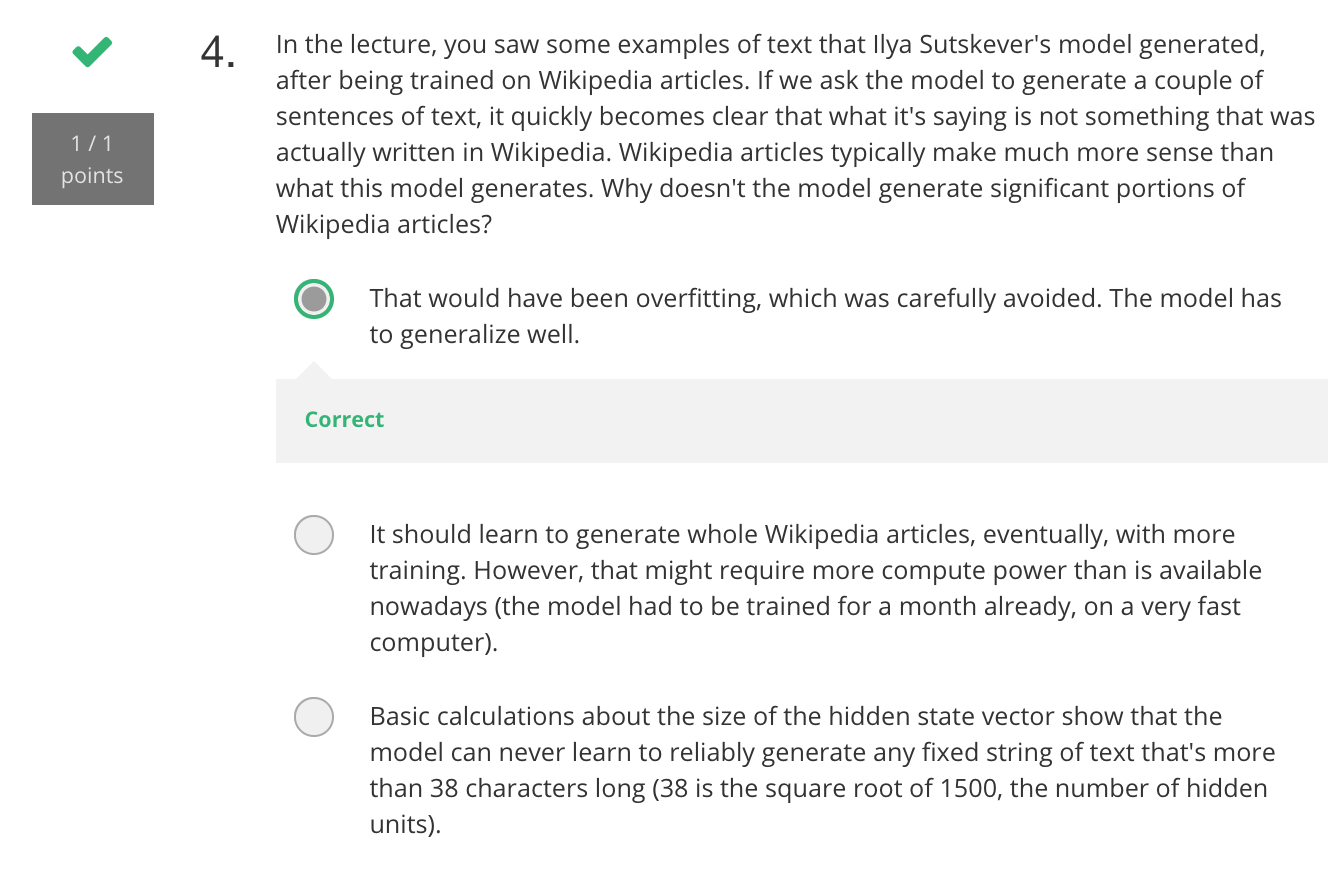 4.
In the lecture, you saw some examples of text that Ilya Sutskever's model generated,
after being trained on Wikipedia articles. If we ask the model to generate a couple of
sentences of text, it quickly becomes clear that what it's saying is not something that was
actually written in Wikipedia. Wikipedia articles typically make much more sense than
what this model generates. Why doesn't the model generate significant portions of
Wikipedia articles?
1 / 1
points
That would have been overfitting, which was carefully avoided. The model has
to generalize well.
Correct
It should learn to generate whole Wikipedia articles, eventually, with more
training. However, that might require more compute power than is available
nowadays (the model had to be trained for a month already, on a very fast
computer).
Basic calculations about the size of the hidden state vector show that the
model can never learn to reliably generate any fixed string of text that's more
than 38 characters long (38 is the square root of 1500, the number of hidden
units).